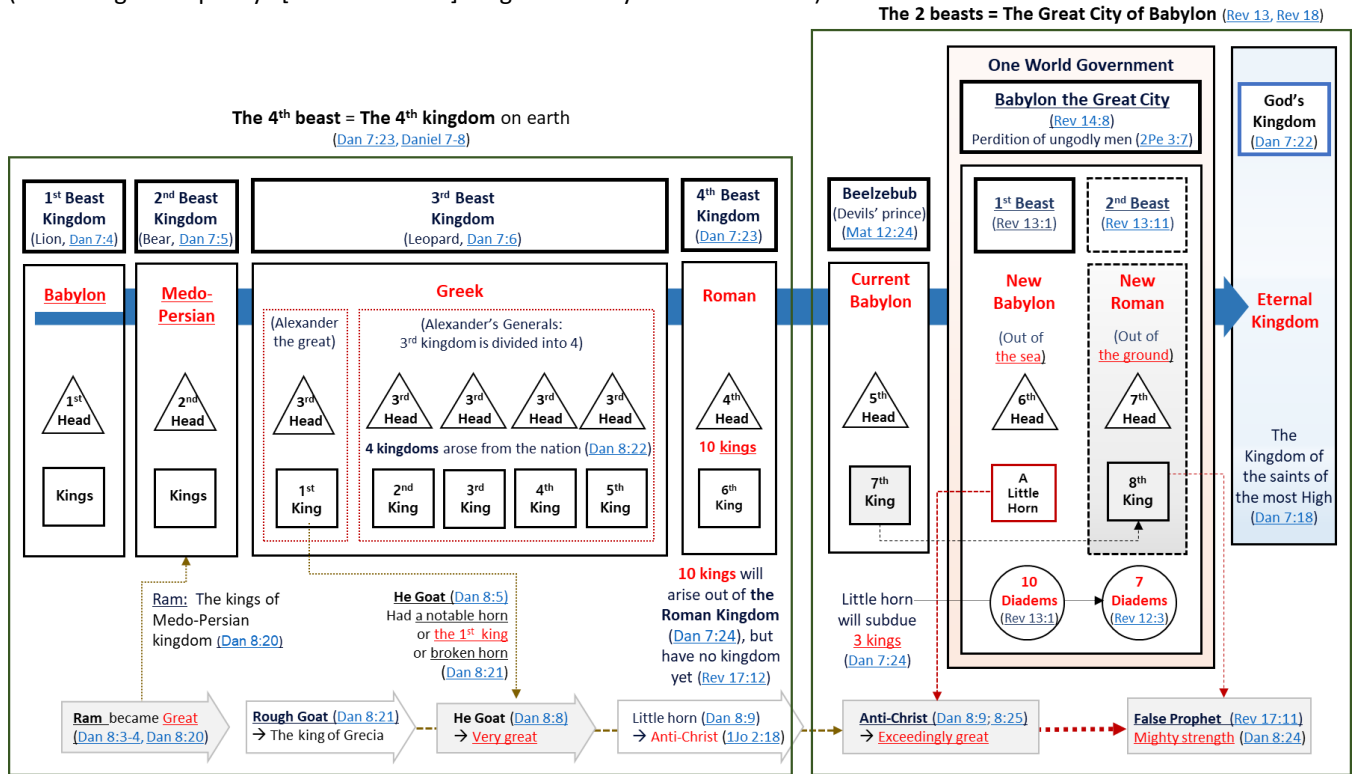 The 2 beasts = The Great City of Babylon (Rev 13, Rev 18)
The 4th beast = The 4th kingdom on earth
(Dan 7:23, Daniel 7-8)
1st Beast
Kingdom
(Lion, Dan 7:4)
2nd Beast
Kingdom
(Bear, Dan 7:5)
3rd Beast
Kingdom
(Leopard, Dan 7:6)
4th Beast
Kingdom
(Dan 7:23)
Babylon
Medo-
Persian
Greek
Roman
(Alexander
the great)
(Alexander's Generals:
3rd kingdom is divided into 4)
1st
Head
2nd
Head
3rd
Head
3rd
Head
3rd
Head
3rd
Head
3rd
Head
4th
Head
4 kingdoms arose from the nation (Dan 8:22)
10 kings
Kings
Kings
1st
King
2nd
King
3rd
King
4th
King
5th
King
6th
King
One World Government
Babylon the Great City
(Rev 14:8)
Perdition of ungodly men (2Pe 3:7)
God's
Kingdom
(Dan 7:22)
Beelzebub
(Devils' prince)
(Mat 12:24)
1st Beast
(Rev 13:1)
2nd Beast
(Rev 13:11)
Current
Babylon
New
Babylon
New
Roman
Eternal
Kingdom
(Out of
the sea)
(Out of
the ground)
5th
Head
6th
Head
7th
Head
7th
King
A
Little
Horn
8th
King
The
Kingdom of
the saints of
the most High
(Dan 7:18)
10
Diadems
(Rev 13:1)
7
Diadems
(Rev 12:3)
Little horn
will subdue
3 kings
(Dan 7:24)
Ram: The kings of
Medo-Persian
kingdom (Dan 8:20)
He Goat (Dan 8:5)
Had a notable horn
or the 1st king
or broken horn
(Dan 8:21)
10 kings will
arise out of the
Roman Kingdom
(Dan 7:24), but
have no kingdom
yet (Rev 17:12)
Ram became Great
(Dan 8:3-4, Dan 8:20)
Rough Goat (Dan 8:21)
→ The king of Grecia
He Goat (Dan 8:8)
→ Very great
Little horn (Dan 8:9)
→ Anti-Christ (1Jo 2:18)
Anti-Christ (Dan 8:9; 8:25)
→ Exceedingly great
False Prophet (Rev 17:11)
Mighty strength (Dan 8:24)